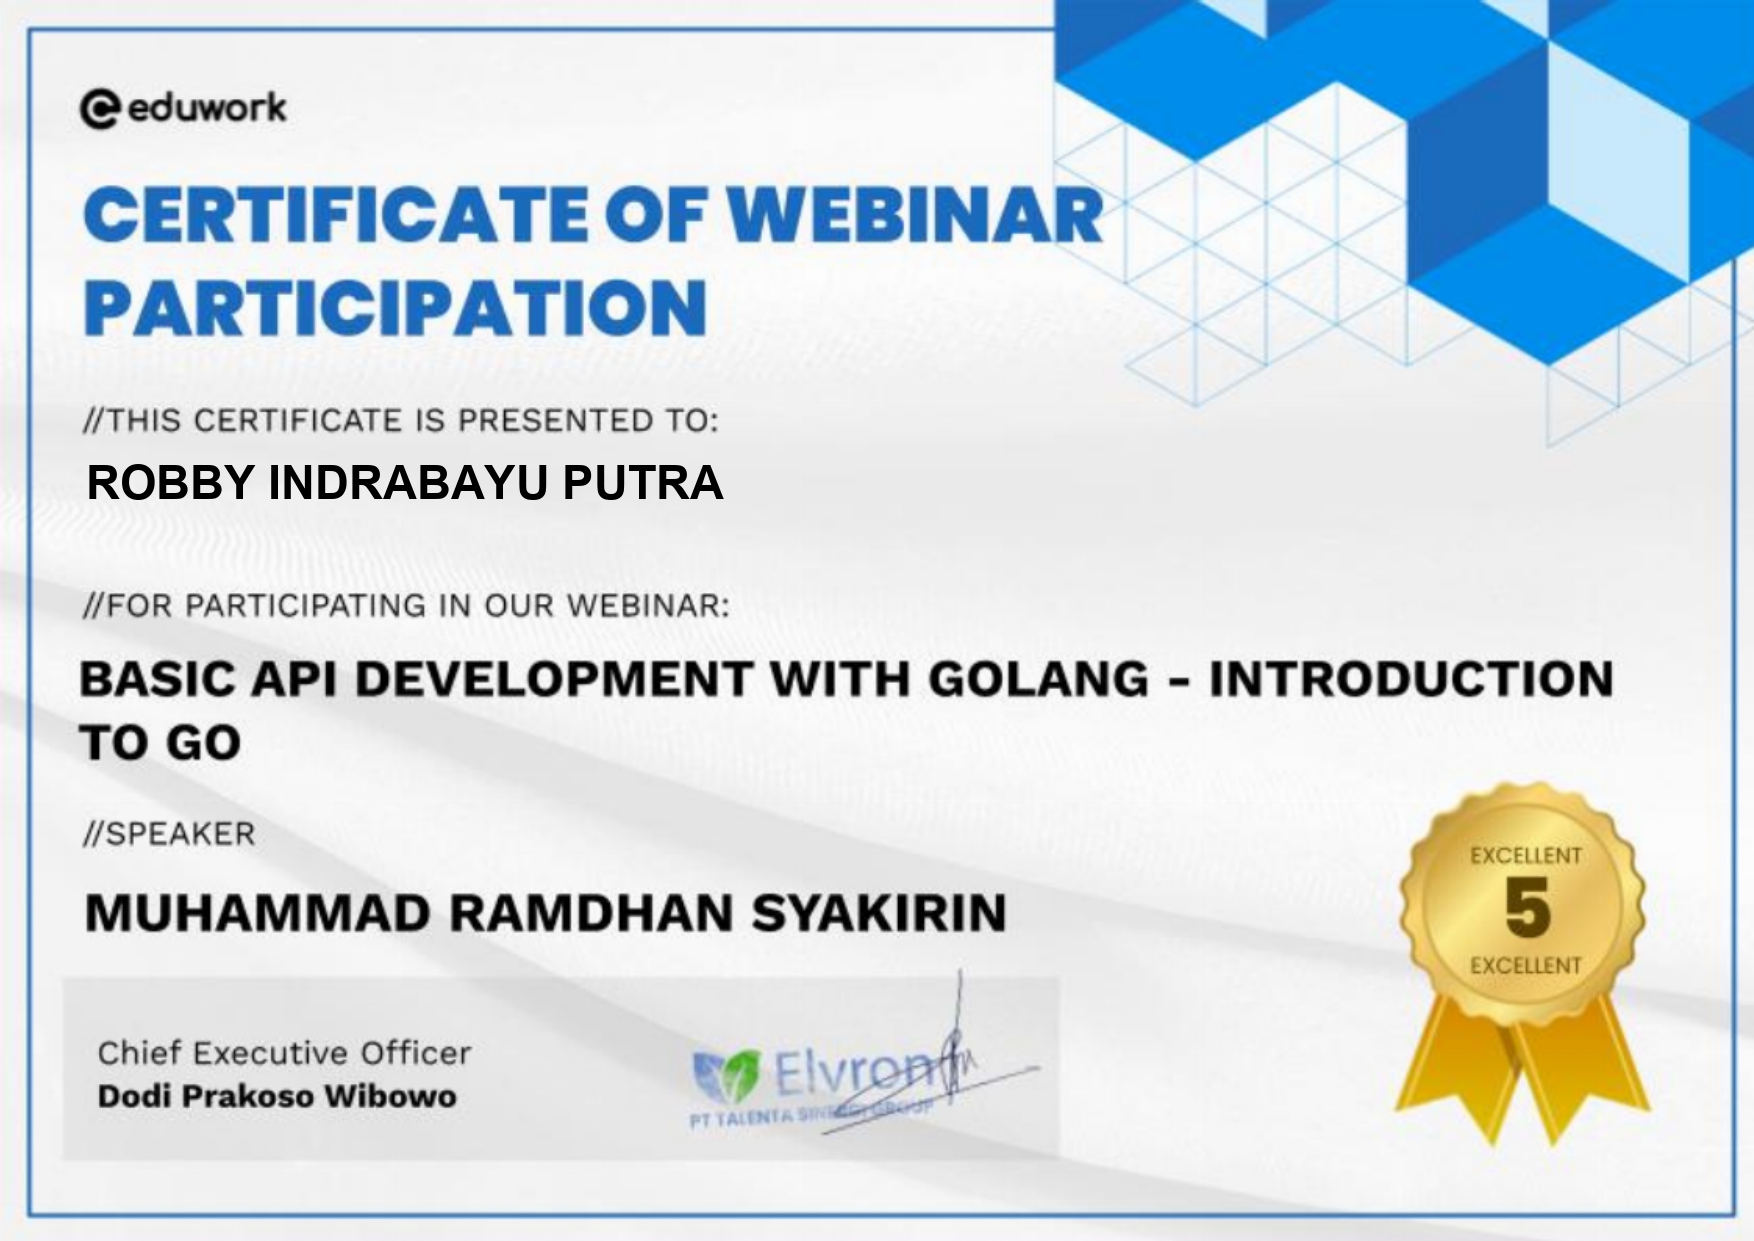 eduwork
CERTIFICATE OF WEBINAR
PARTICIPATION
//THIS CERTIFICATE IS PRESENTED TO:
ROBBY INDRABAYU PUTRA
//FOR PARTICIPATING IN OUR WEBINAR:
BASIC API DEVELOPMENT WITH GOLANG - INTRODUCTION
TO GO
//SPEAKER
MUHAMMAD RAMDHAN SYAKIRIN
EXCELLENT
5
EXCELLENT
Chief Executive Officer
Dodi Prakoso Wibowo
Elvron
PT TALENTA SINERGI GROUP